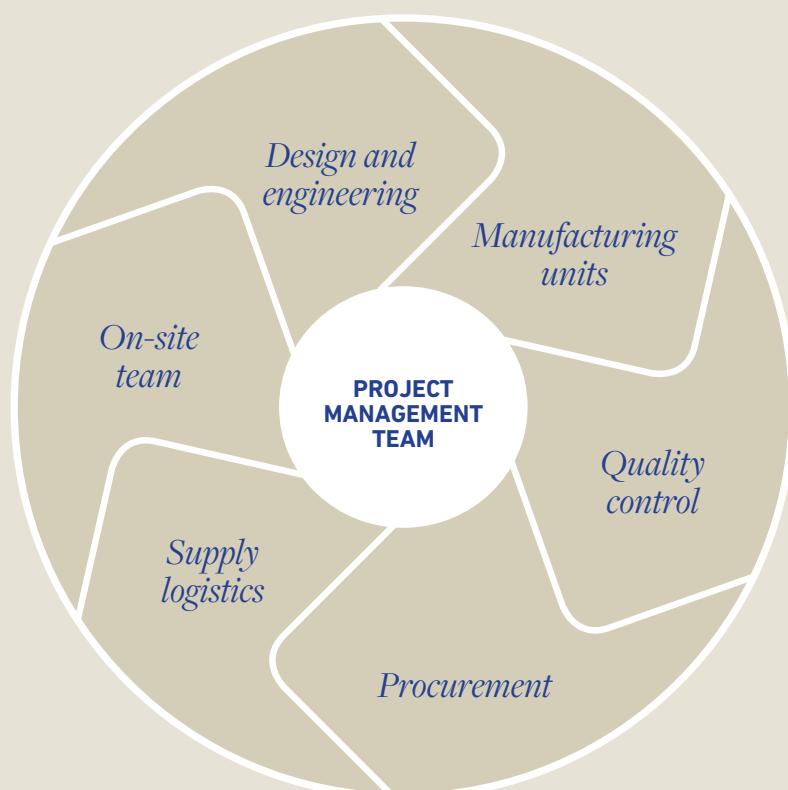 Design and
engineering
Manufacturing
units
On-site
team
PROJECT
MANAGEMENT
TEAM
Quality
control
Supply
logistics
Procurement